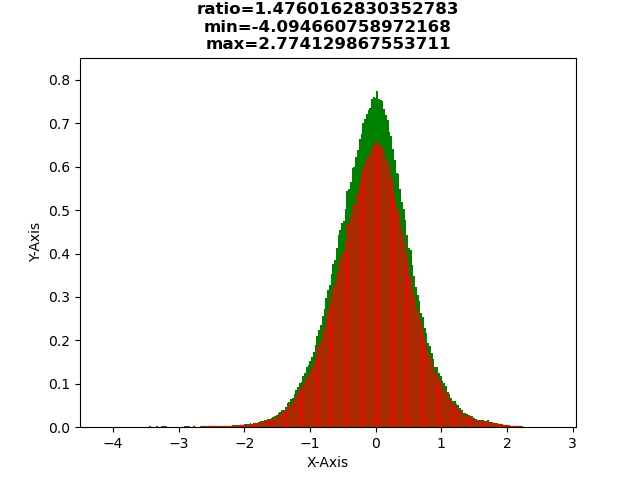 ratio=1.4760162830352783
min=-4.094660758972168
max=2.774129867553711
0.8
0.7
0.6
0.5
0.4
0.3
0.2
0.1
0.0
Y-Axis
−4 −3 −2 −1 0 1 2 3
X-Axis